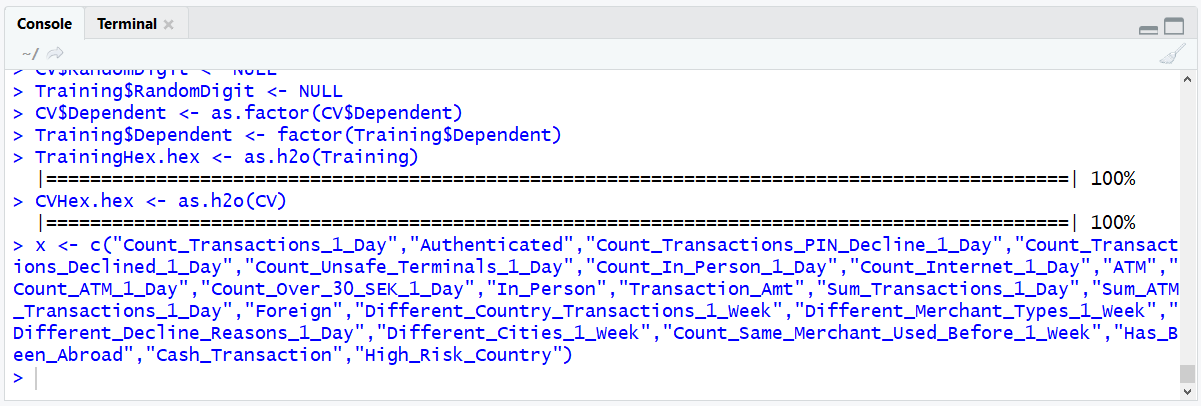 Console Terminal
~/
> CV$RandomDigit <- NULL
> Training$RandomDigit <- NULL
> CV$Dependent <- as.factor(CV$Dependent)
> Training$Dependent <- factor(Training$Dependent)
> TrainingHex.hex <- as.h2o(Training)
|=============================================================================================| 100%
> CVHex.hex <- as.h2o(CV)
|=============================================================================================| 100%
> x <- c("Count_Transactions_1_Day","Authenticated","Count_Transactions_PIN_Decline_1_Day","Count_Transact
ions_Declined_1_Day","Count_Unsafe_Terminals_1_Day","Count_In_Person_1_Day","Count_Internet_1_Day","ATM","
Count_ATM_1_Day","Count_Over_30_SEK_1_Day","In_Person","Transaction_Amt","Sum_Transactions_1_Day","Sum_ATM
_Transactions_1_Day","Foreign","Different_Country_Transactions_1_Week","Different_Merchant_Types_1_Week","
Different_Decline_Reasons_1_Day","Different_Cities_1_Week","Count_Same_Merchant_Used_Before_1_Week","Has_B
een_Abroad","Cash_Transaction","High_Risk_Country")
>